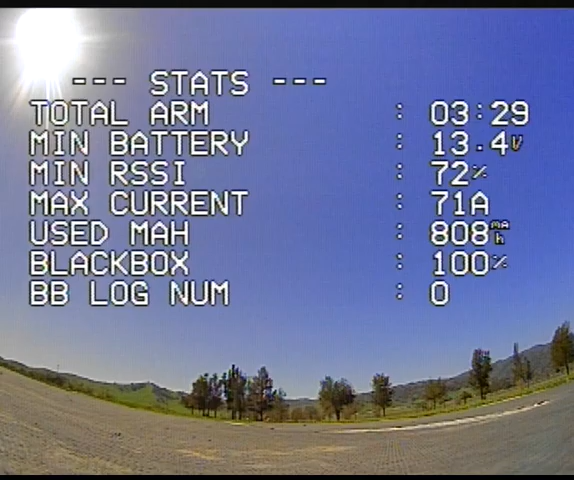 --- STATS ---
TOTAL ARM : 03:29
MIN BATTERY : 13.4V
MIN RSSI : 72%
MAX CURRENT : 71A
USED MAH : 808mAh
BLACKBOX : 100%
BB LOG NUM : 0